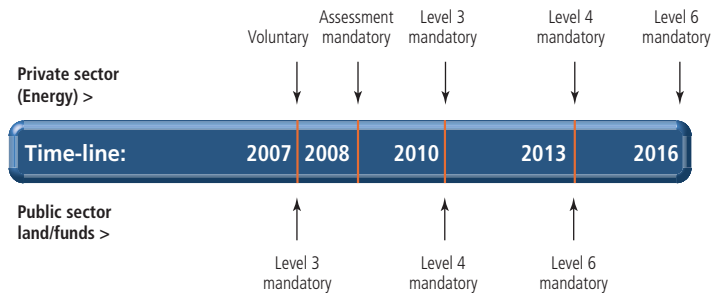 Voluntary
Assessment
mandatory
Level 3
mandatory
Level 4
mandatory
Level 6
mandatory
Private sector
(Energy) >
Time-line: 2007 2008 2010 2013 2016
Public sector
land/funds >
Level 3
mandatory
Level 4
mandatory
Level 6
mandatory